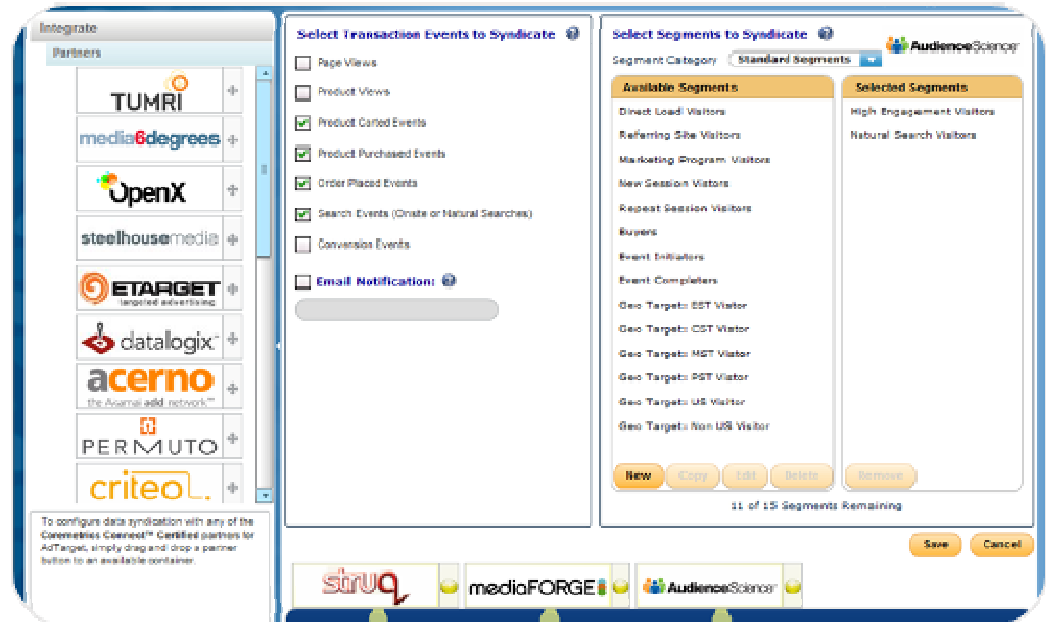 Integrate
Partners
TUMRI
media6degrees
OpenX
steelhousemedia
ETARGET
targeted advertising
datalogix
acerno
the Akamai add network™
PERMUTO
criteo
To configure data syndication with any of the
Coremetrics Connect™ Certified partners for
AdTarget, simply drag and drop a partner
button to an available container.
Select Transaction Events to Syndicate
Page Views
Product Views
Product Carted Events
Product Purchased Events
Order Placed Events
Search Events (Onsite or Natural Searches)
Conversion Events
Email Notification:
Select Segments to Syndicate
AudienceScience
Segment Category Standard Segments
Available Segments
Direct Load Visitors
Referring Site Visitors
Marketing Program Visitors
New Session Vistors
Repeat Session Visitors
Buyers
Event Initiators
Event Completers
Geo Target: EST Visitor
Geo Target: CST Visitor
Geo Target: MST Visitor
Geo Target: PST Visitor
Geo Target: US Visitor
Geo Target: Non US Visitor
New Copy Edit Delete
Selected Segments
High Engagement Visitors
Natural Search Visitors
Remove
11 of 15 Segments Remaining
Save Cancel
struq
mediaFORGE
AudienceScience